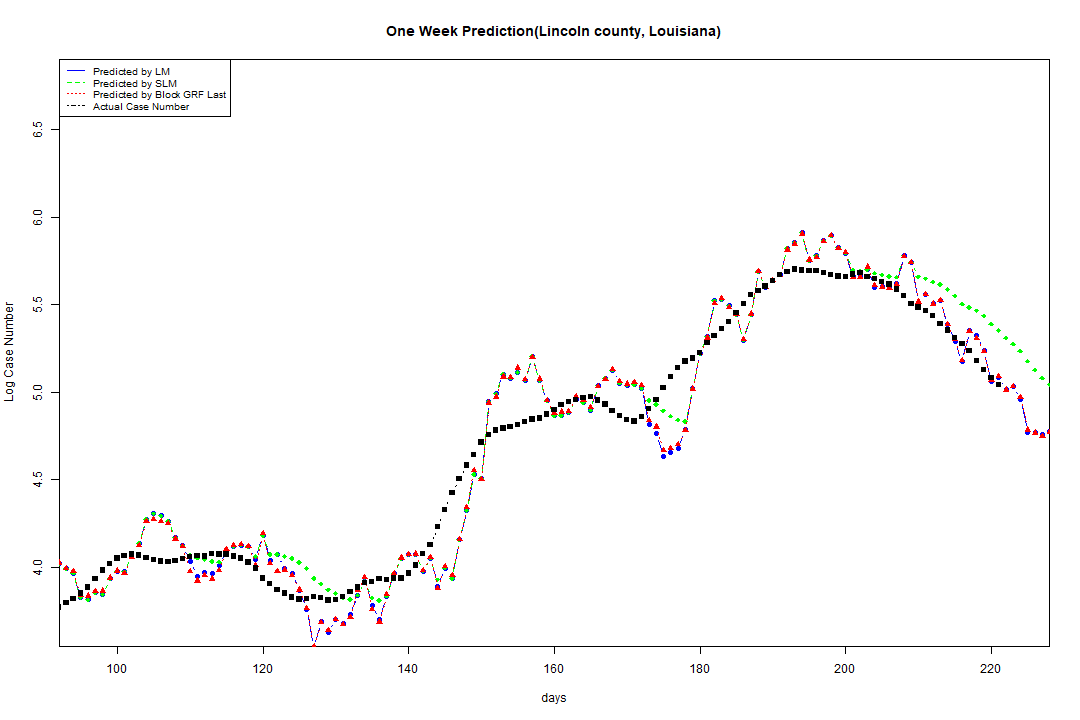 One Week Prediction(Lincoln county, Louisiana)
Predicted by LM
Predicted by SLM
Predicted by Block GRF Last
Actual Case Number
6.5
6.0
5.5
5.0
4.5
4.0
Log Case Number
100 120 140 160 180 200 220
days